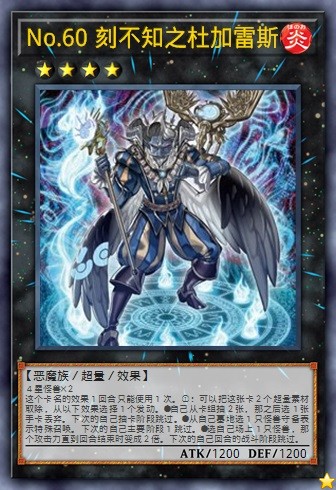 No.60 刻不知之杜加雷斯
炎
【恶魔族/超量/效果】
4星怪兽×2
这个卡名的效果1回合只能使用1次。①：可以把这张卡2个超量素材
取除，从以下效果选择1个发动。●自己从卡组抽2张，那之后选1张
手卡丢弃。下次的自己抽卡阶段跳过。●从自己墓地选1只怪兽守备表
示特殊召唤。下次的自己主要阶段1跳过。●自己场上1只怪兽，那
个攻击力直到回合结束时变成2倍。下次的自己回合的战斗阶段跳过。
ATK/1200 DEF/1200